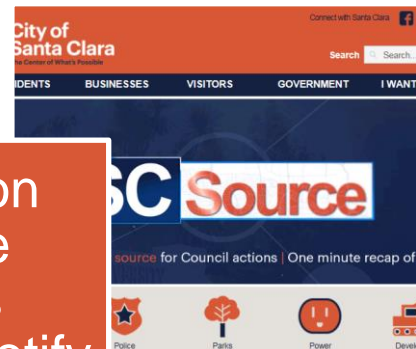 Connect with Santa Clara
City of
Santa Clara
The Center of What's Possible
Search
Search...
IDENTS
BUSINESSES
VISITORS
GOVERNMENT
I WANT
SC Source
source for Council actions | One minute recap of
on
e
otify
Police
Parks
Power
Devel